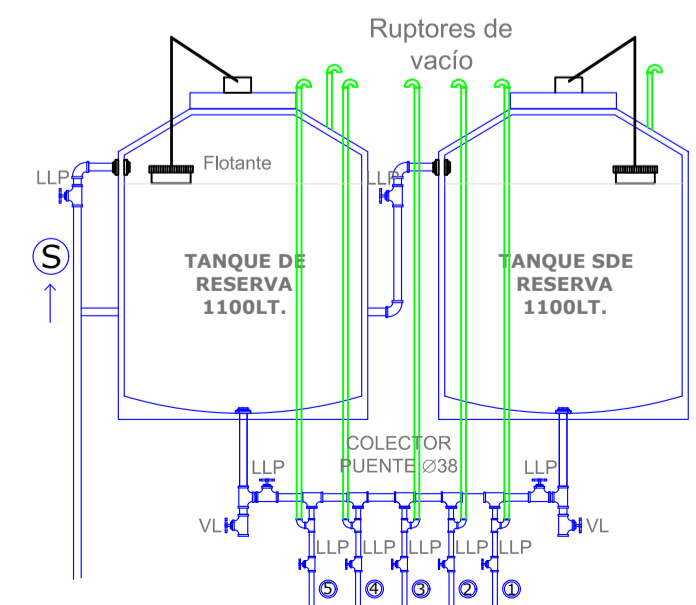 Ruptores de
vacío
LLP
Flotante
LLP
S
TANQUE DE
RESERVA
1100LT.
TANQUE SDE
RESERVA
1100LT.
COLECTOR
PUENTE Ø38
LLP
LLP
VL
VL
LLP
LLP
LLP
LLP
LLP
5
4
3
2
1